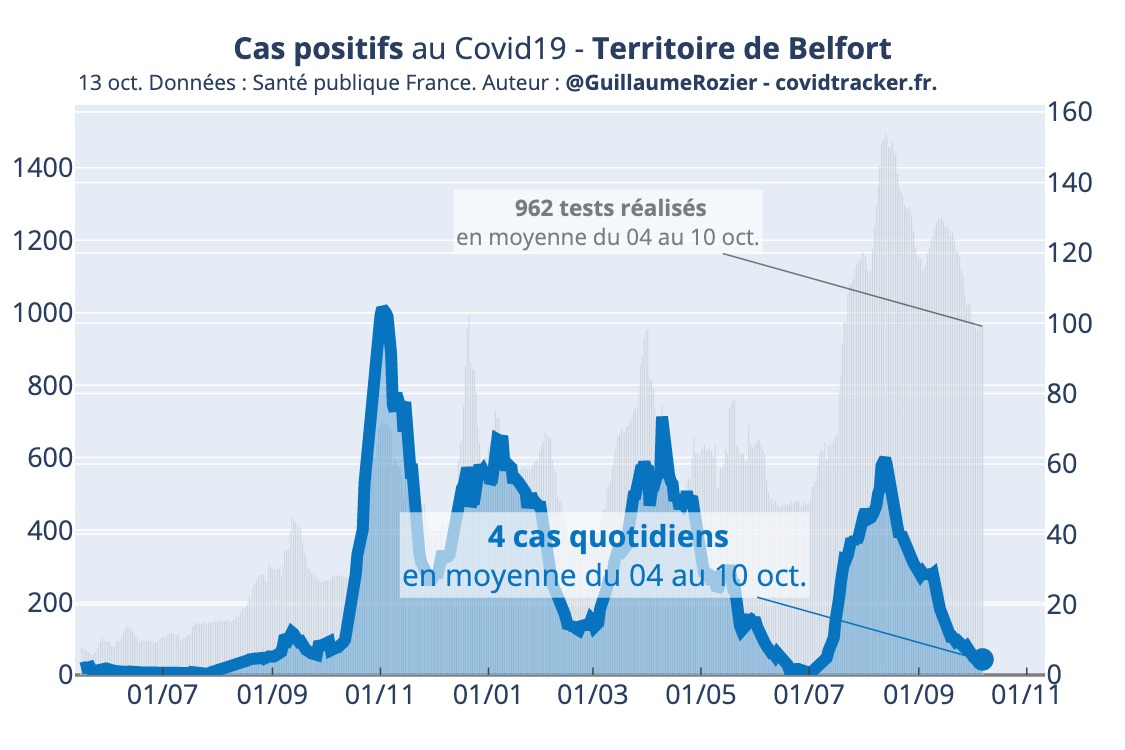 Cas positifs au Covid19 - Territoire de Belfort
13 oct. Données : Santé publique France. Auteur : @GuillaumeRozier - covidtracker.fr.
160
1400
140
962 tests réalisés
en moyenne du 04 au 10 oct.
1200
120
1000
100
800
80
600
60
4 cas quotidiens
400
40
en moyenne du 04 au 10 oct.
200
20
0
0
01/07 01/09 01/11 01/01 01/03 01/05 01/07 01/09 01/11